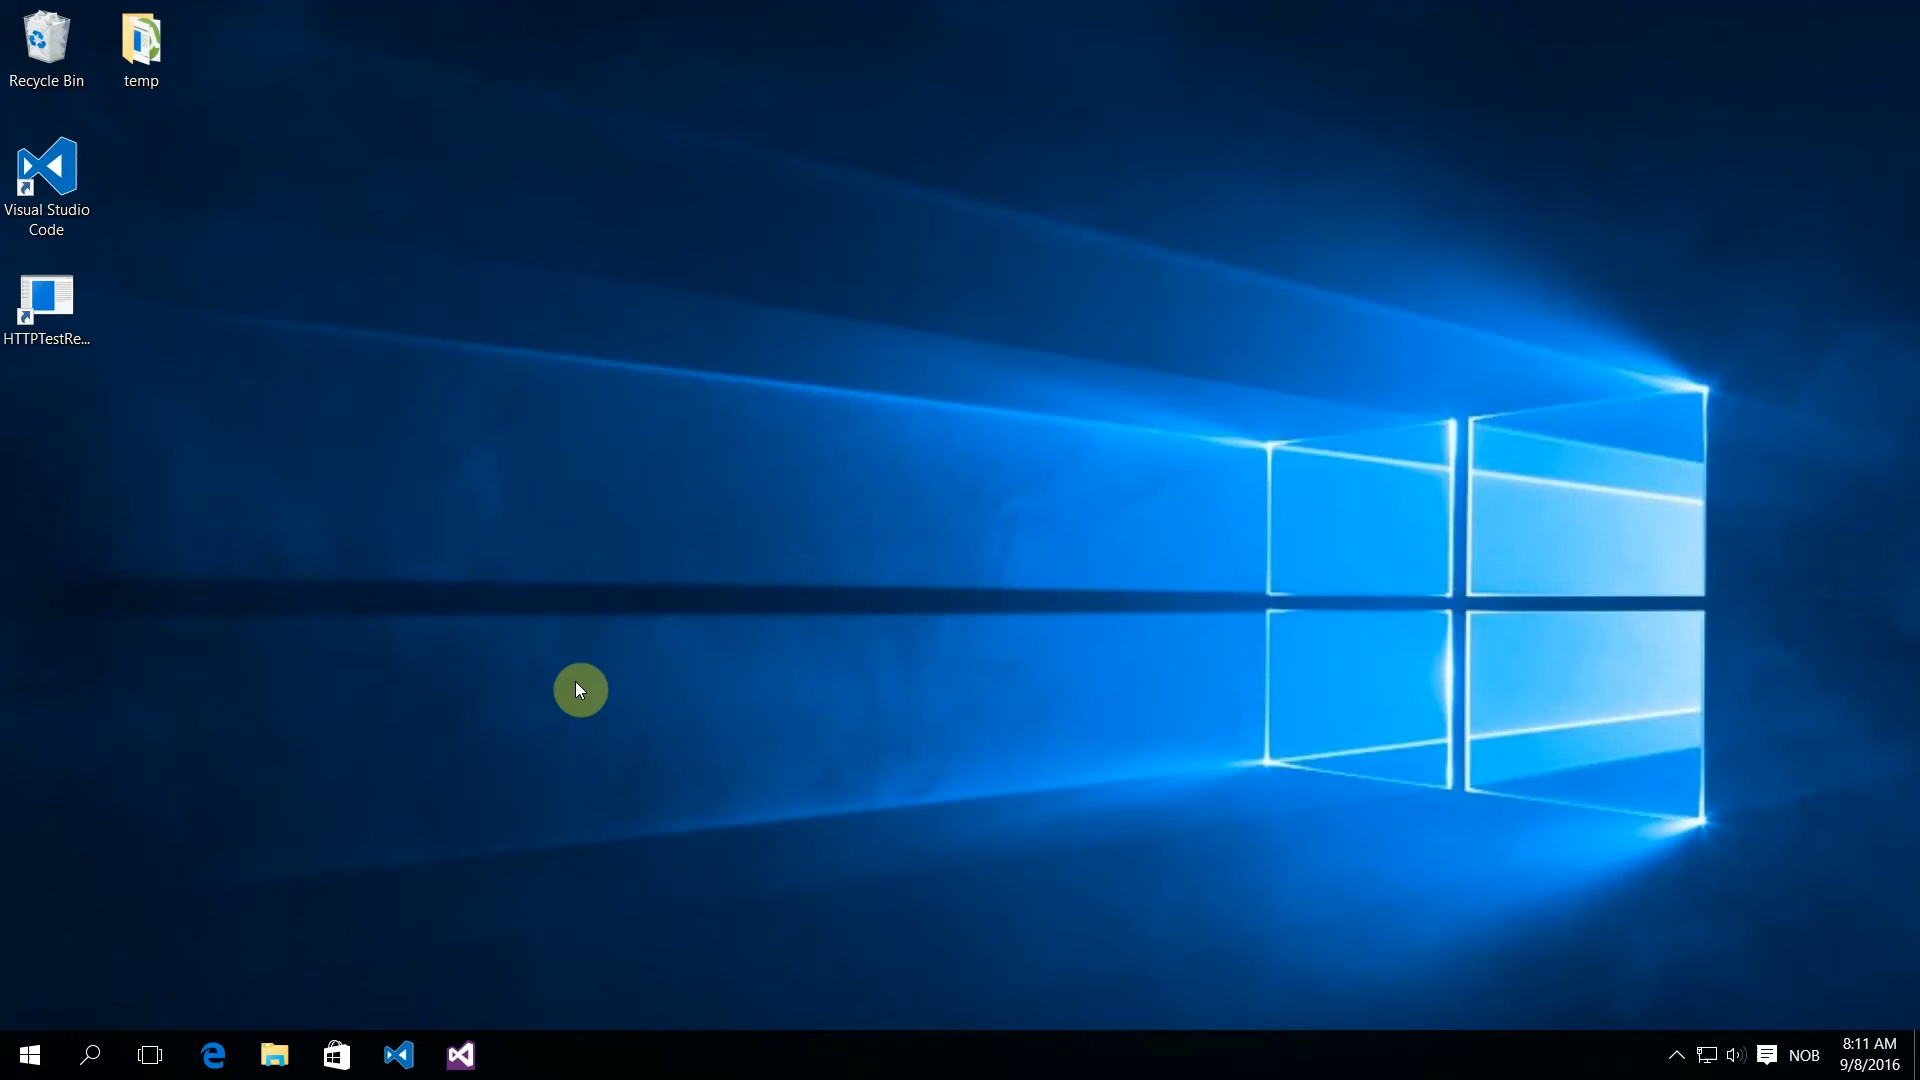 Recycle Bin
temp
Visual Studio
Code
HTTPTestRe...
NOB
8:11 AM
9/8/2016